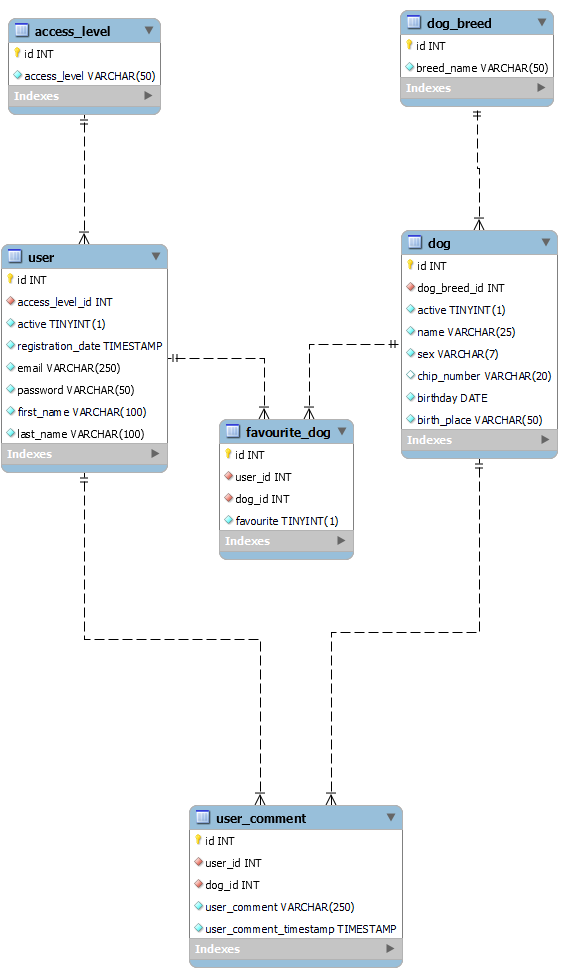 access_level
id INT
access_level VARCHAR(50)
Indexes
dog_breed
id INT
breed_name VARCHAR(50)
Indexes
user
id INT
access_level_id INT
active TINYINT(1)
registration_date TIMESTAMP
email VARCHAR(250)
password VARCHAR(50)
first_name VARCHAR(100)
last_name VARCHAR(100)
Indexes
dog
id INT
dog_breed_id INT
active TINYINT(1)
name VARCHAR(25)
sex VARCHAR(7)
chip_number VARCHAR(20)
birthday DATE
birth_place VARCHAR(50)
Indexes
favourite_dog
id INT
user_id INT
dog_id INT
favourite TINYINT(1)
Indexes
user_comment
id INT
user_id INT
dog_id INT
user_comment VARCHAR(250)
user_comment_timestamp TIMESTAMP
Indexes